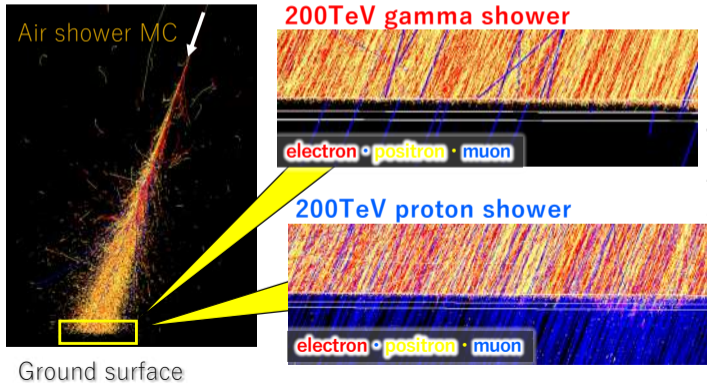 Air shower MC
Ground surface
200TeV gamma shower
electron・positron・muon
200TeV proton shower
electron・positron・muon